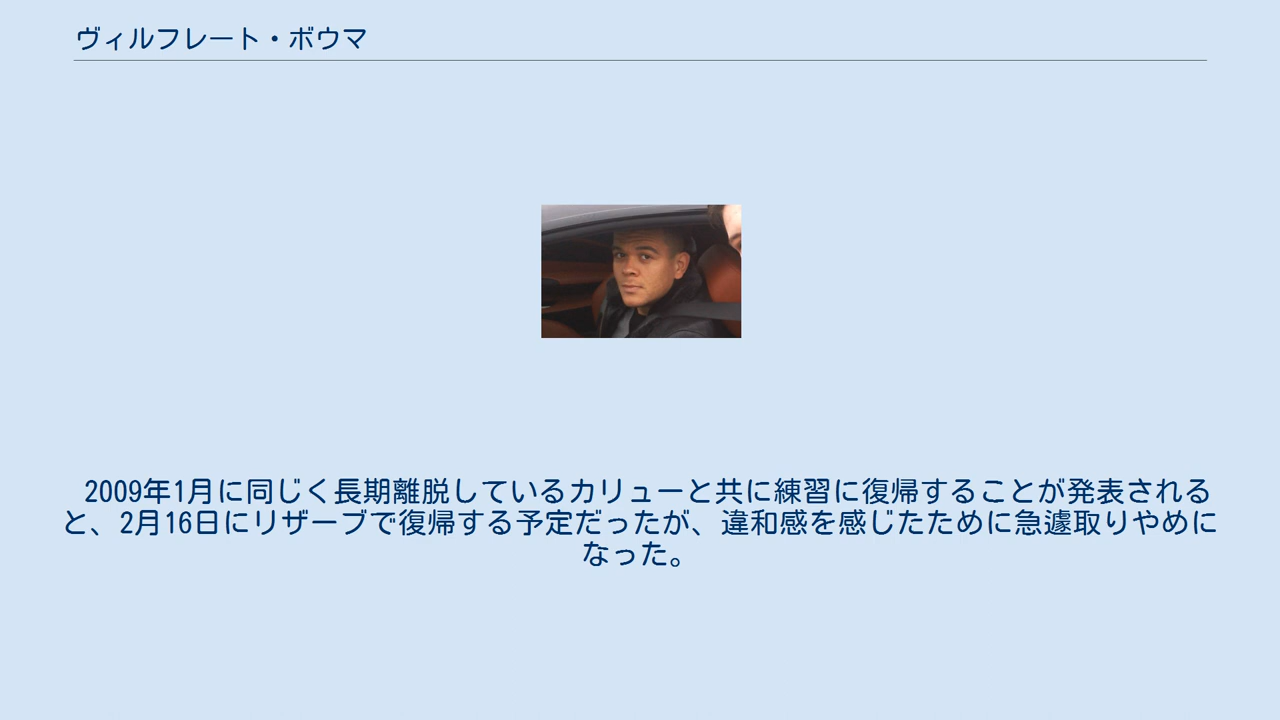 ヴィルフレート・ボウマ
2009年1月に同じく長期離脱しているカリューと共に練習に復帰することが発表される
と、2月16日にリザーブで復帰する予定だったが、違和感を感じたために急遽取りやめに
なった。